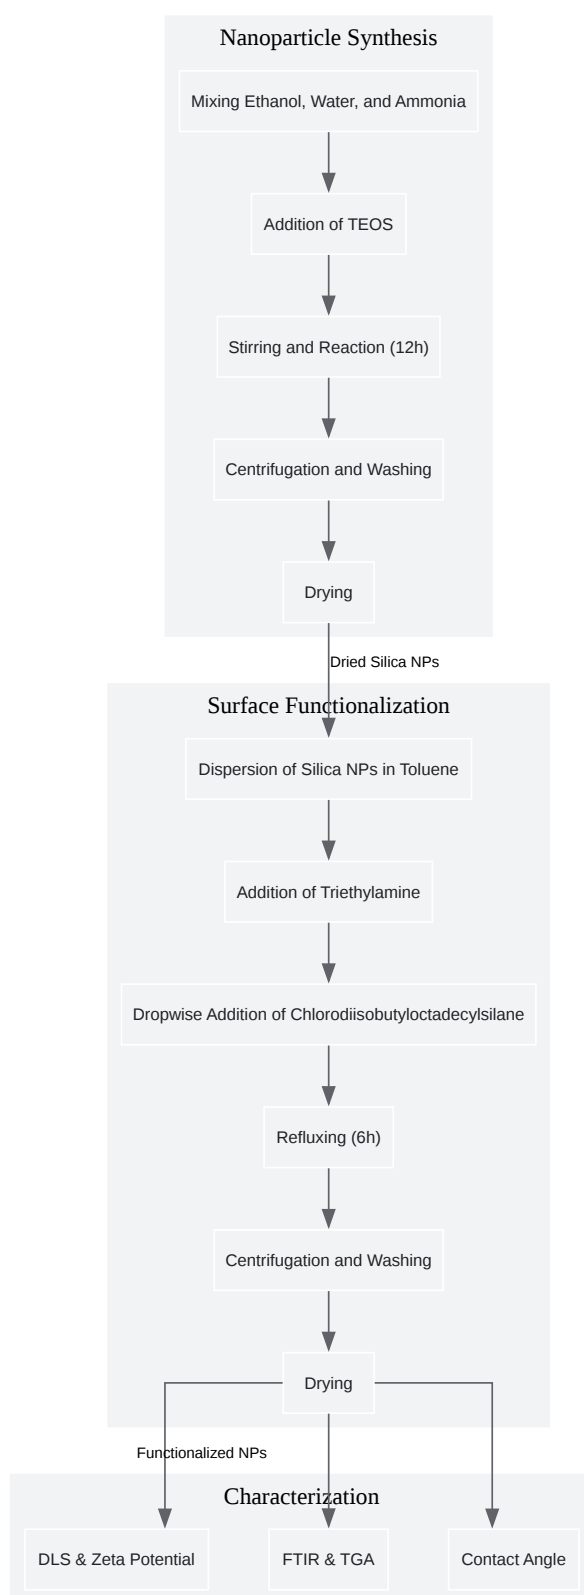 Nanoparticle Synthesis
Mixing Ethanol, Water, and Ammonia
Addition of TEOS
Stirring and Reaction (12h)
Centrifugation and Washing
Drying
Dried Silica NPs
Surface Functionalization
Dispersion of Silica NPs in Toluene
Addition of Triethylamine
Dropwise Addition of Chlorodiisobutyloctadecylsilane
Refluxing (6h)
Centrifugation and Washing
Drying
Functionalized NPs
Characterization
DLS & Zeta Potential
FTIR & TGA
Contact Angle